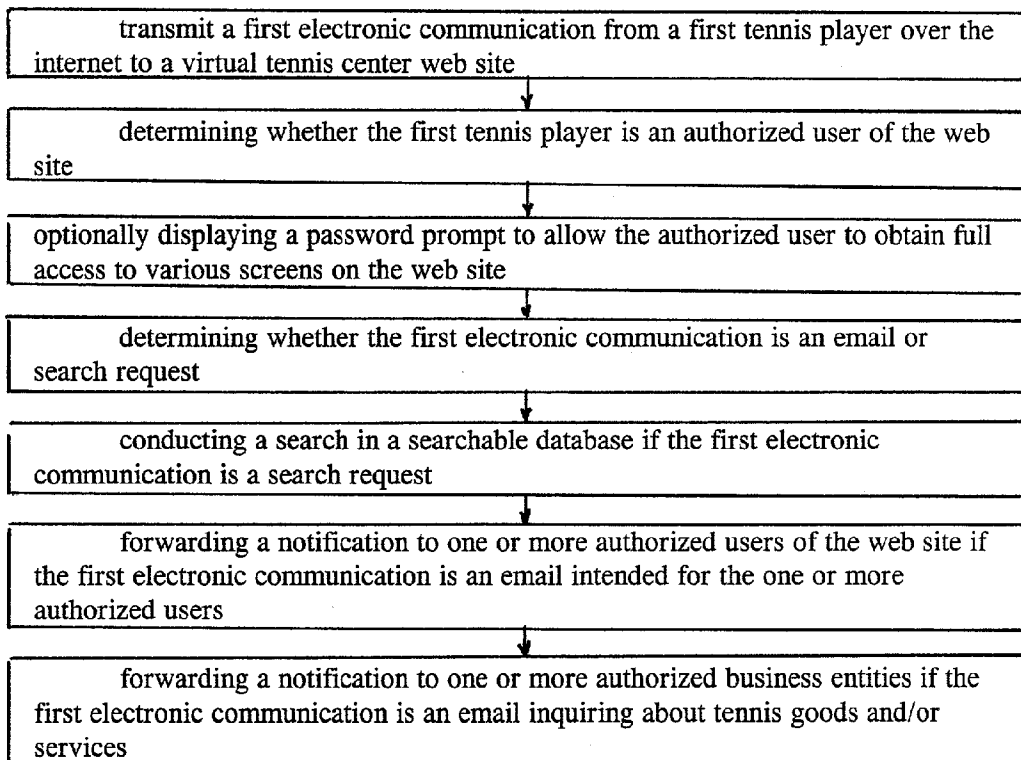 transmit a first electronic communication from a first tennis player over the
internet to a virtual tennis center web site
determining whether the first tennis player is an authorized user of the web
site
optionally displaying a password prompt to allow the authorized user to obtain full
access to various screens on the web site
determining whether the first electronic communication is an email or
search request
conducting a search in a searchable database if the first electronic
communication is a search request
forwarding a notification to one or more authorized users of the web site if
the first electronic communication is an email intended for the one or more
authorized users
forwarding a notification to one or more authorized business entities if the
first electronic communication is an email inquiring about tennis goods and/or
services